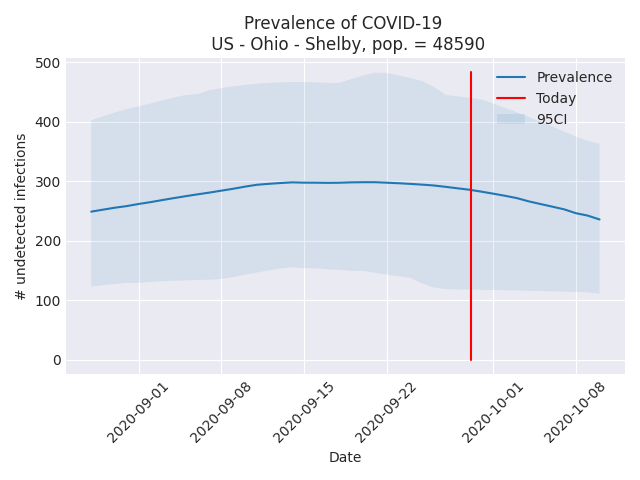 Prevalence of COVID-19
US - Ohio - Shelby, pop. = 48590
500
400
300
200
100
0
# undetected infections
Prevalence
Today
95CI
2020-09-01
2020-09-08
2020-09-15
2020-09-22
2020-10-01
2020-10-08
Date